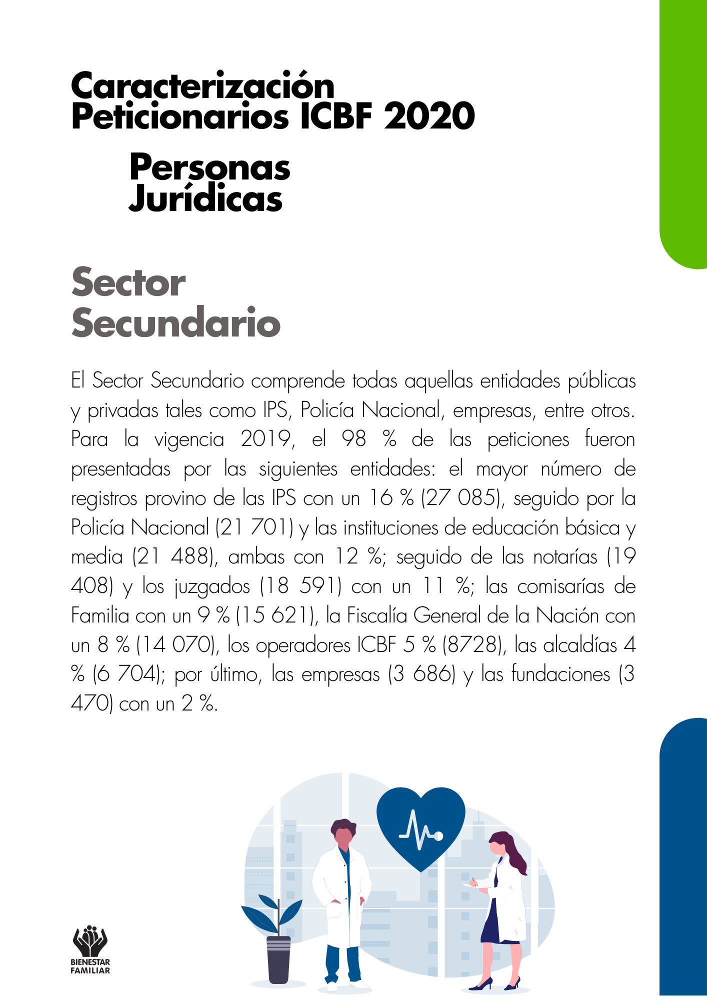 Caracterización
Peticionarios ICBF 2020
Personas
Jurídicas
Sector
Secundario
El Sector Secundario comprende todas aquellas entidades públicas
y privadas tales como IPS, Policía Nacional, empresas, entre otros.
Para la vigencia 2019, el 98 % de las peticiones fueron
presentadas por las siguientes entidades: el mayor número de
registros provino de las IPS con un 16 % (27 085), seguido por la
Policía Nacional (21 701) y las instituciones de educación básica y
media (21 488), ambas con 12 %; seguido de las notarías (19
408) y los juzgados (18 591) con un 11 %; las comisarías de
Familia con un 9 % (15 621), la Fiscalía General de la Nación con
un 8 % (14 070), los operadores ICBF 5 % (8728), las alcaldías 4
% (6 704); por último, las empresas (3 686) y las fundaciones (3
470) con un 2 %.
BIENESTAR
FAMILIAR